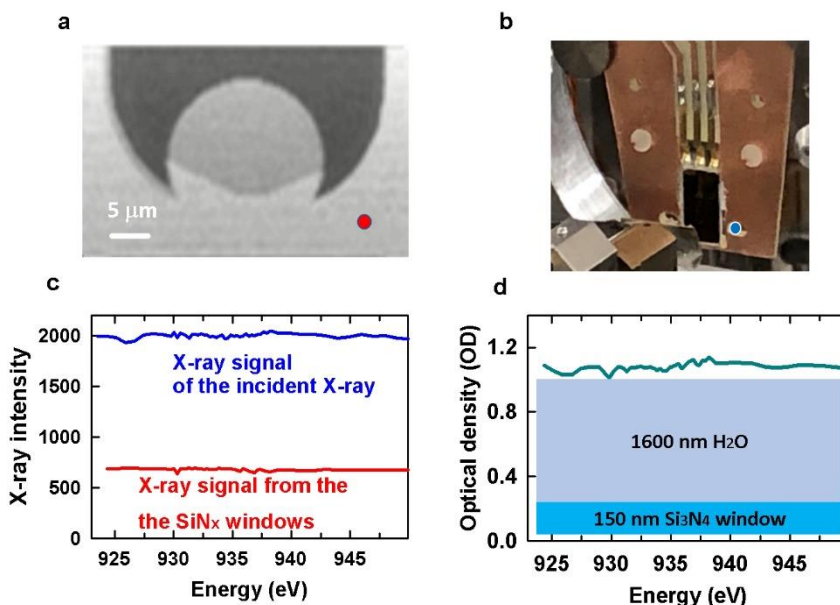 a
5 μm
b
c
X-ray intensity
2000
1500
1000
500
0
X-ray signal
of the incident X-ray
X-ray signal from the
the SiNx windows
925 930 935 940 945
Energy (eV)
d
Optical density (OD)
1.2
0.8
0.4
0.0
1600 nm H2O
150 nm Si3N4 window
925 930 935 940 945
Energy (eV)